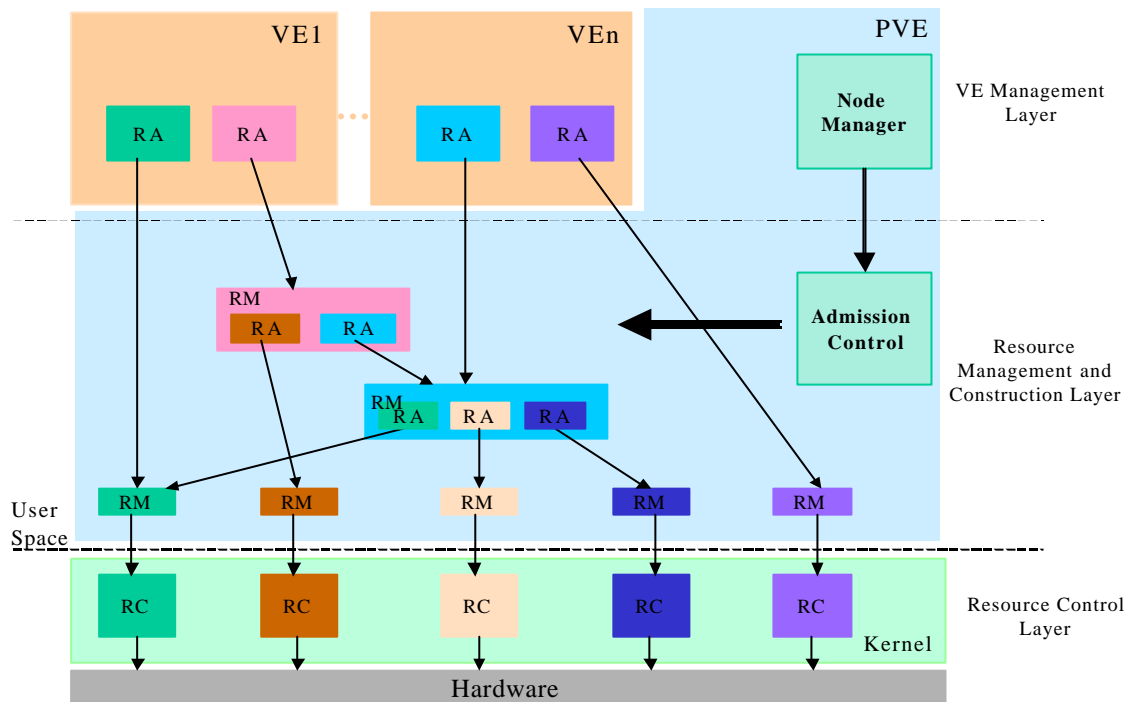 VE1
VEn
PVE
RA
RA
RA
RA
Node
Manager
VE Management
Layer
RM
RA
RA
Admission
Control
Resource
Management and
Construction Layer
RM
RA
RA
RA
RM
RM
RM
RM
RM
User
Space
RC
RC
RC
RC
RC
Resource Control
Layer
Kernel
Hardware